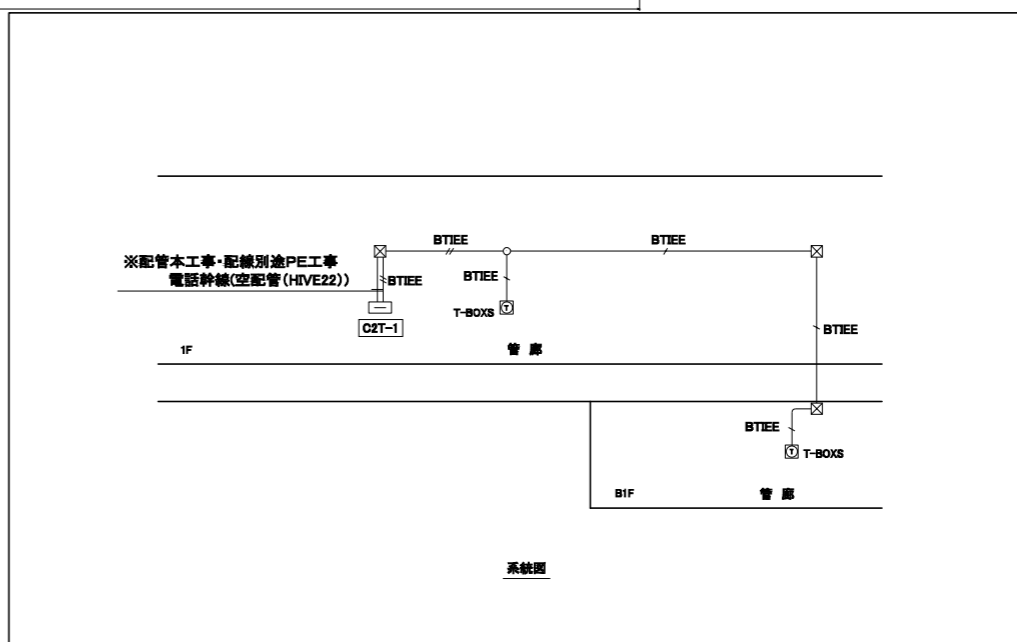 BTIEE
BTIEE
※配管本工事・配線別途PE工事
電話幹線(空配管(HIVE22))
BTIEE
BTIEE
T-BOXS
T
C2T-1
BTIEE
1F
管 廊
BTIEE
T
T-BOXS
B1F
管 廊
系統図